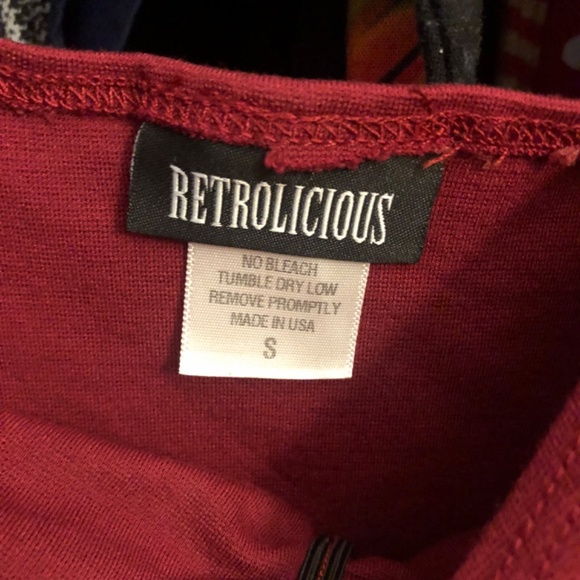 RETROLICIOUS
NO BLEACH
TUMBLE DRY LOW
REMOVE PROMPTLY
MADE IN USA
S